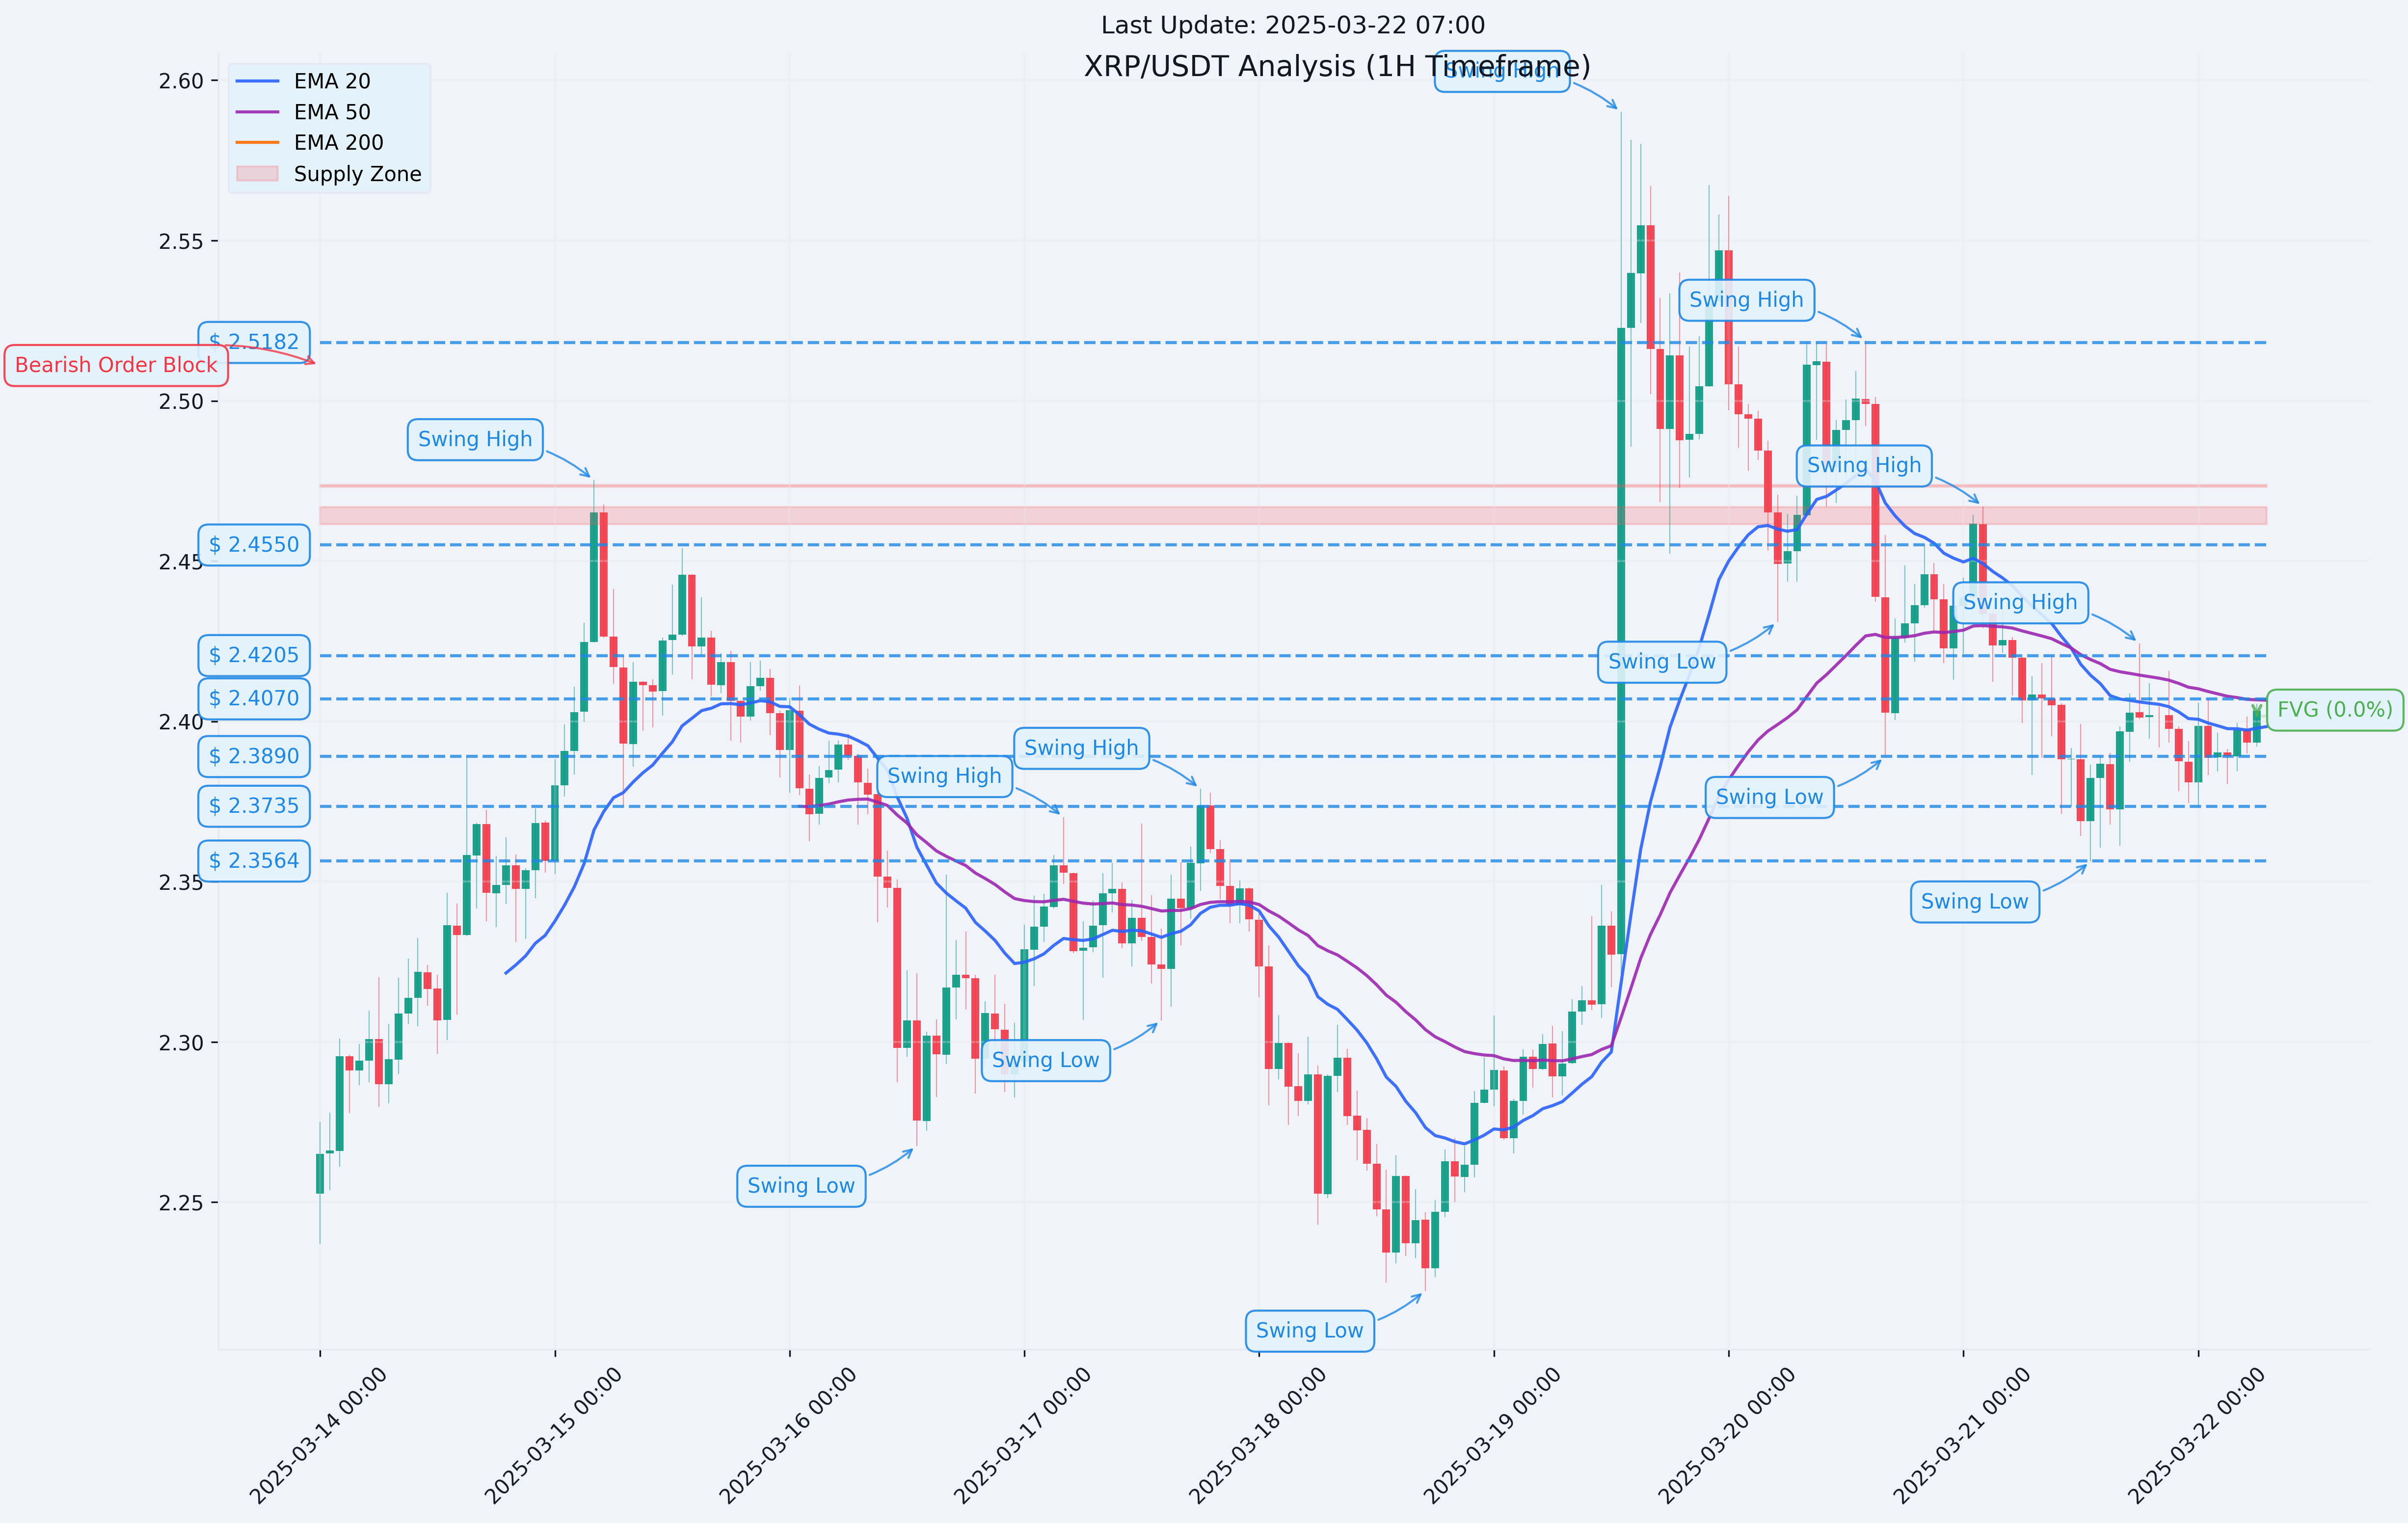 Last Update: 2025-03-22 07:00
XRP/USDT Analysis (1H Timeframe)
Swing High
EMA 20
EMA 50
EMA 200
Supply Zone
2.60
2.55
2.50
2.45
2.40
2.35
2.30
2.25
$ 2.5182
Bearish Order Block
$ 2.4550
$ 2.4205
$ 2.4070
$ 2.3890
$ 2.3735
$ 2.3564
Swing High
Swing High
Swing High
Swing High
Swing High
Swing High
Swing Low
Swing Low
Swing Low
Swing Low
Swing Low
Swing Low
FVG (0.0%)
2025-03-14 00:00
2025-03-15 00:00
2025-03-16 00:00
2025-03-17 00:00
2025-03-18 00:00
2025-03-19 00:00
2025-03-20 00:00
2025-03-21 00:00
2025-03-22 00:00